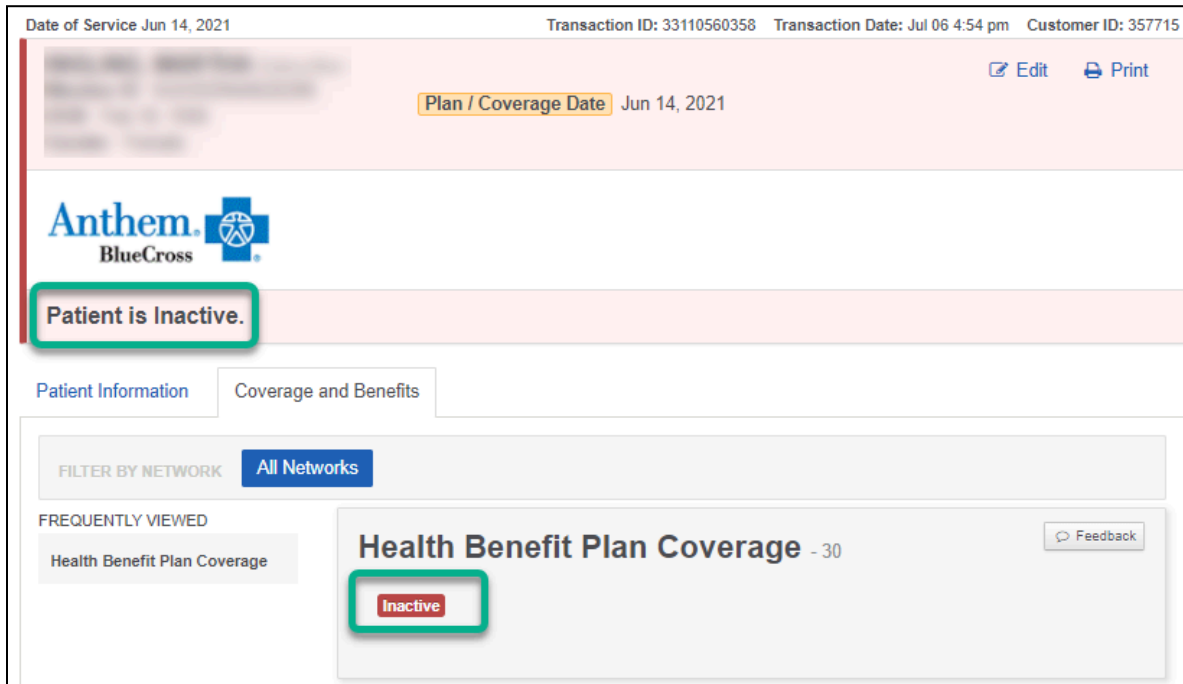 Date of Service Jun 14, 2021 Transaction ID: 33110560358 Transaction Date: Jul 06 4:54 pm Customer ID: 357715
Edit Print
Plan / Coverage Date Jun 14, 2021
Anthem.
BlueCross
Patient is Inactive.
Patient Information Coverage and Benefits
FILTER BY NETWORK All Networks
FREQUENTLY VIEWED
Health Benefit Plan Coverage
Health Benefit Plan Coverage - 30
Feedback
Inactive